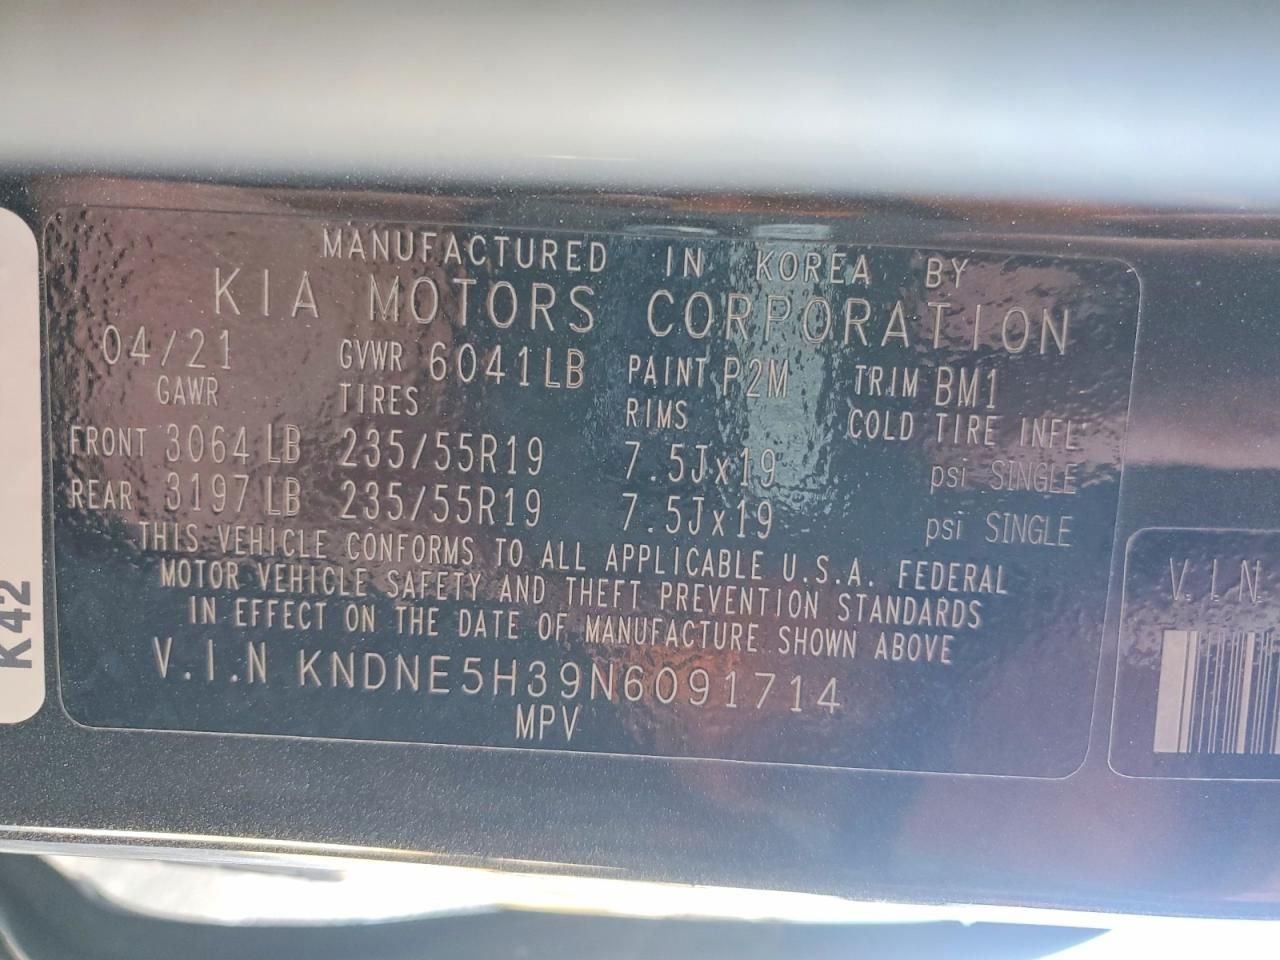 MANUFACTURED IN KOREA BY
KIA MOTORS CORPORATION
04/21 GVWR 6041LB PAINT P2M TRIM BM1
GAWR TIRES RIMS COLD TIRE INFL
FRONT 3064 LB 235/55R19 7.5Jx19 psi SINGLE
REAR 3197 LB 235/55R19 7.5Jx19 psi SINGLE
THIS VEHICLE CONFORMS TO ALL APPLICABLE U.S.A. FEDERAL
MOTOR VEHICLE SAFETY AND THEFT PREVENTION STANDARDS
IN EFFECT ON THE DATE OF MANUFACTURE SHOWN ABOVE
V.I.N KNDNE5H39N6091714
MPV
V.I.N
K42